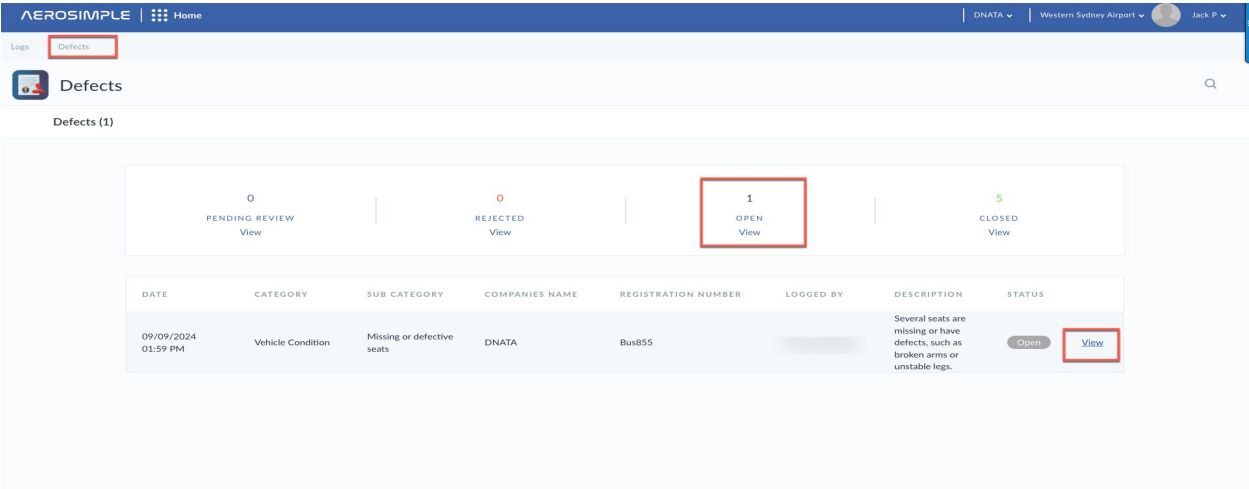 AEROSIMPLE Home DNATA Western Sydney Airport Jack P
Logs Defects
Defects
Defects (1)
0 0 1 5
PENDING REVIEW REJECTED OPEN CLOSED
View View View View
DATE CATEGORY SUB CATEGORY COMPANIES NAME REGISTRATION NUMBER LOGGED BY DESCRIPTION STATUS
09/09/2024
01:59 PM
Vehicle Condition
Missing or defective
seats
DNATA
Bus855
Several seats are
missing or have
defects, such as
broken arms or
unstable legs.
Open
View